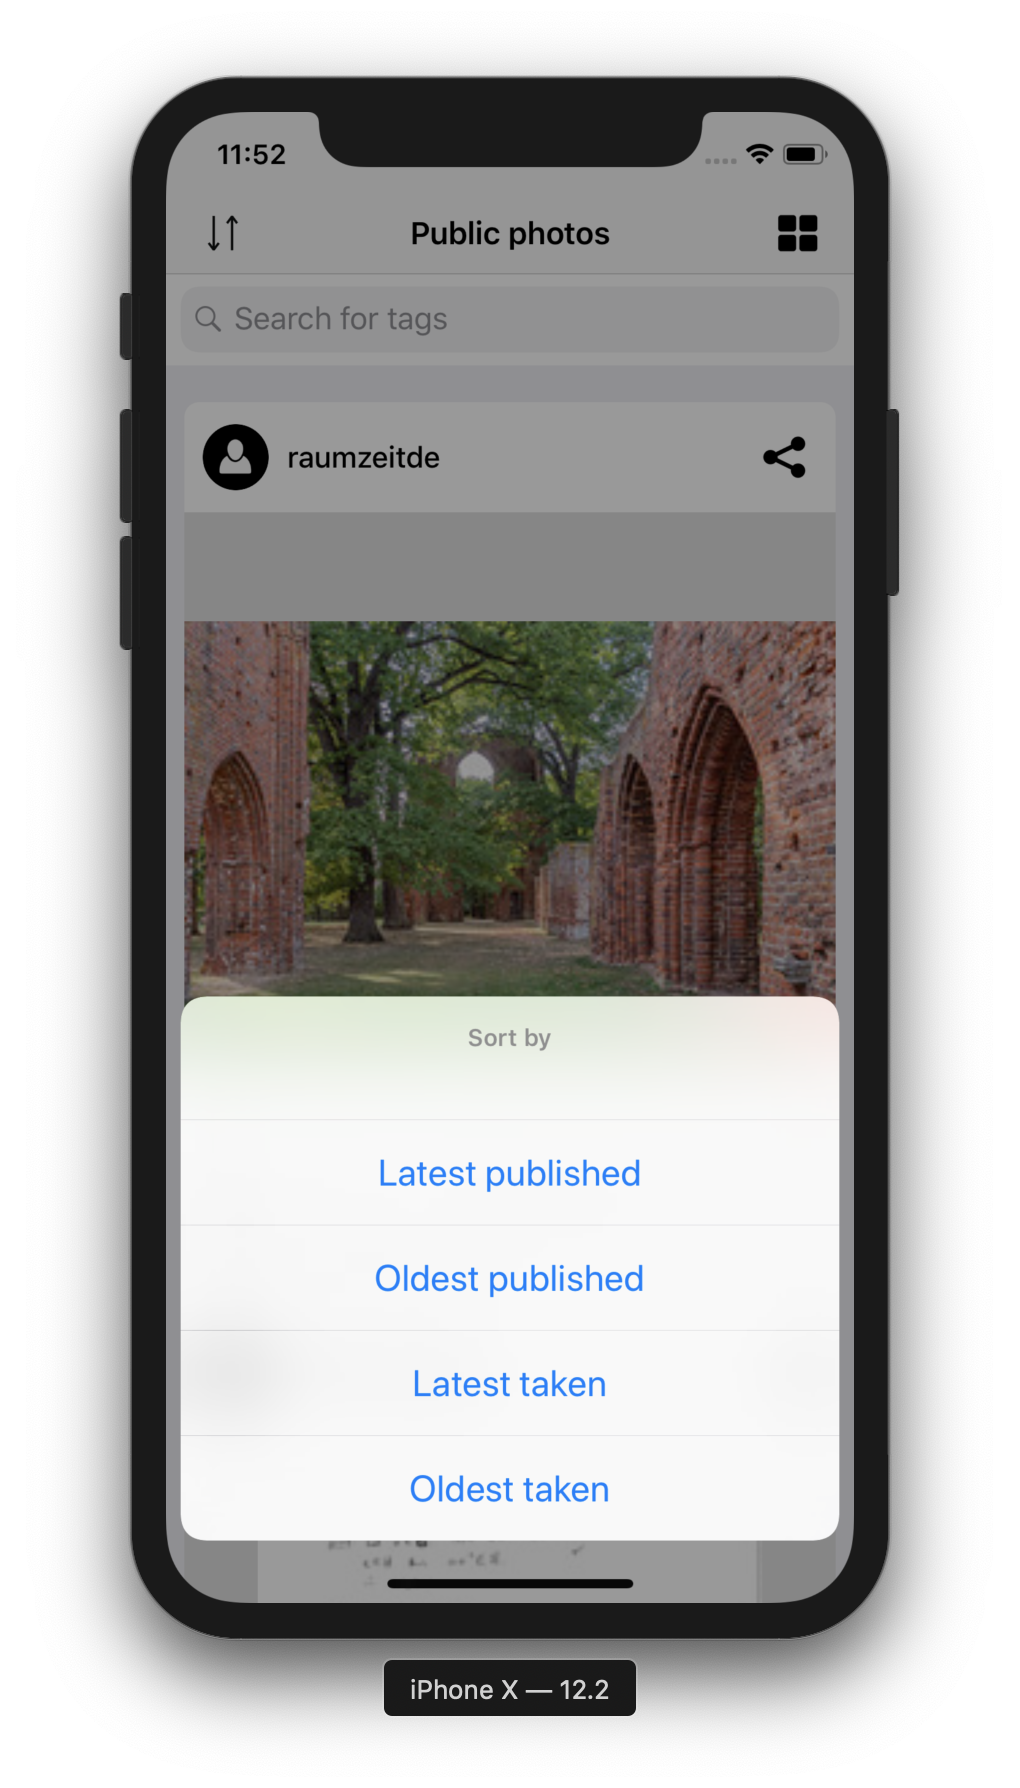 11:52
Public photos
Search for tags
raumzeitde
Sort by
Latest published
Oldest published
Latest taken
Oldest taken
iPhone X — 12.2